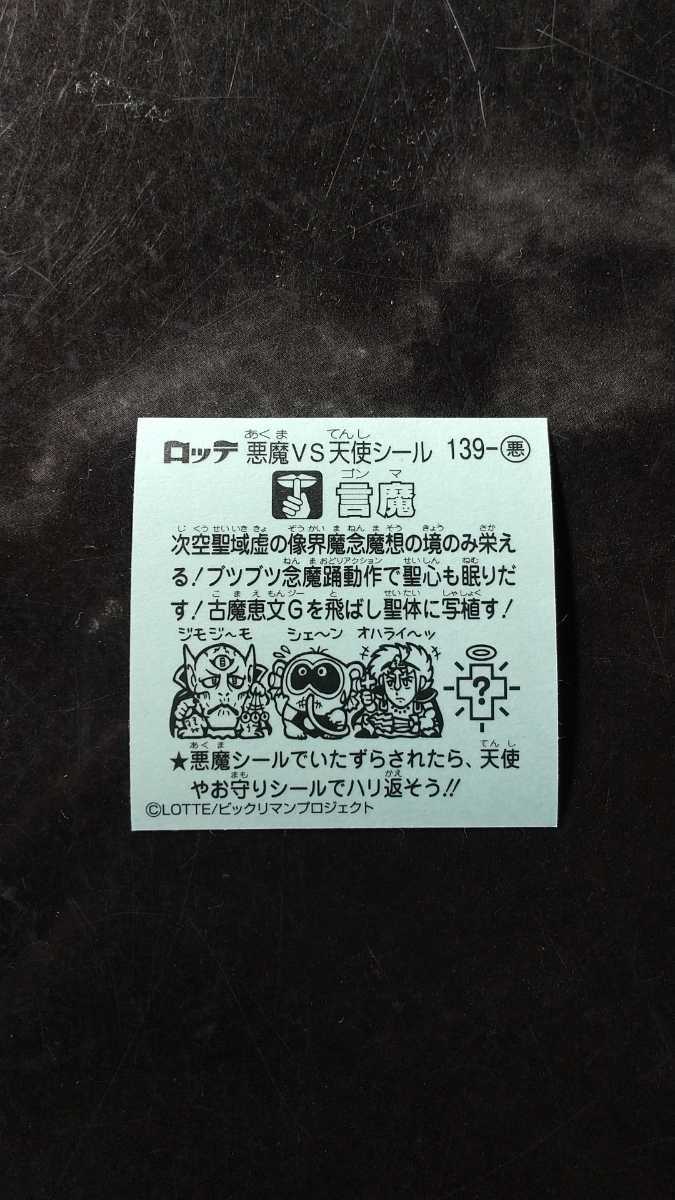 ロッテ 悪魔VS天使シール 139-悪
あくま てんし
ゴンマ
言魔
じくうせいいききょ ぞうかいまねんまそう きょう さか
次空聖域虚の像界魔念魔想の境のみ栄え
ねんまおどりアクション せいしん ねむ
る!ブツブツ念魔踊動作で聖心も眠りだ
こまえもんジー と せいたい しゃしょく
す!古魔恵文Gを飛ばし聖体に写植す!
ジモジ〜モ シェ〜ン オハライ〜ッ
?
あくま てんし
★悪魔シールでいたずらされたら、天使
まも かえ
やお守りシールでハリ返そう!!
©LOTTE/ビックリマンプロジェクト